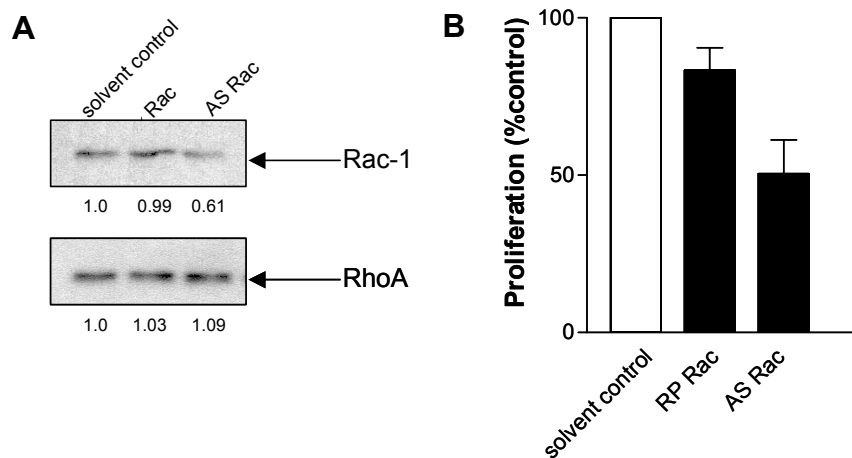 A
solvent control
Rac
AS Rac
Rac-1
1.0 0.99 0.61
RhoA
1.0 1.03 1.09
B
Proliferation (%control)
100
50
0
solvent control
RP Rac
AS Rac